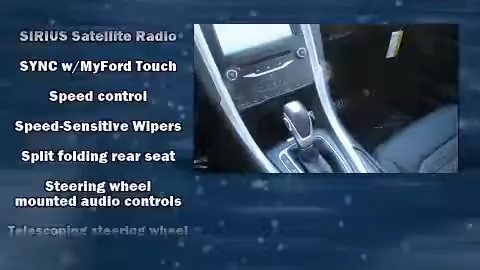 SIRIUS Satellite Radio
SYNC w/MyFord Touch
Speed control
Speed-Sensitive Wipers
Split folding rear seat
Steering wheel
mounted audio controls
Telescoping steering wheel